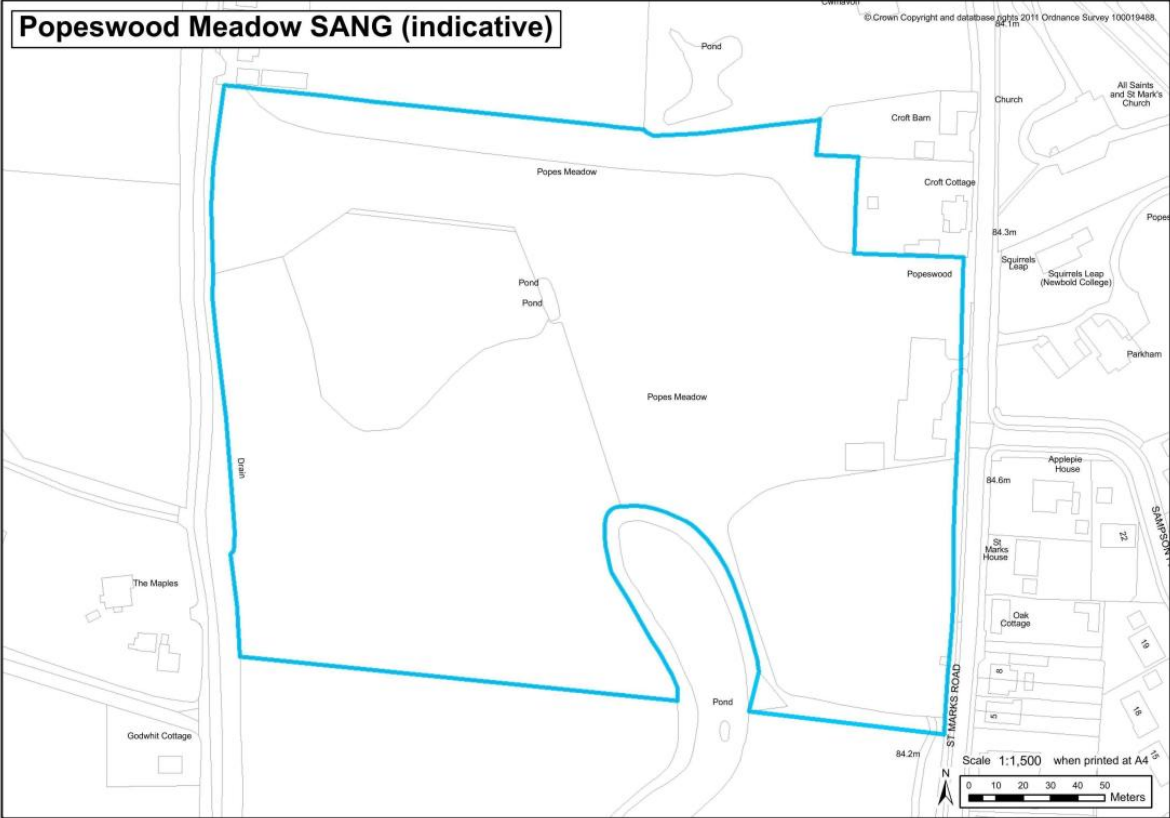 Popeswood Meadow SANG (indicative)
© Crown Copyright and database rights 2011 Ordnance Survey 100019488
84.1m
Pond
All Saints
and St Mark's
Church
Church
Croft Barn
Popes Meadow
Croft Cottage
Popes
84.3m
Squirrels
Leap
Squirrels Leap
(Newbold College)
Popeswood
Pond
Pond
Parkham
Popes Meadow
Drain
Applepie
House
84.6m
22
St
Marks
House
The Maples
Oak
Cottage
19
8
ST MARKS ROAD
Pond
5
18
Godwhit Cottage
84.2m
15
Scale 1:1,500 when printed at A4
N
0 10 20 30 40 50
Meters